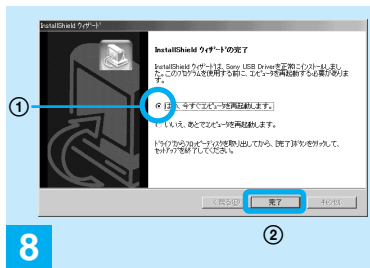 InstallShield ウィザード
InstallShield ウィザードの完了
InstallShield ウィザードは、Sony USB Driverを正常にインストールしまし
た。このプログラムを使用する前に、コンピュータを再起動する必要がありま
す。
①
はい、今すぐコンピュータを再起動します。
いいえ、あとでコンピュータを再起動します。
ドライブからフロッピーディスクを取り出してから、[完了]ボタンをクリックして、
セットアップを終了してください。
< 戻る(B)
完了
キャンセル
②
8